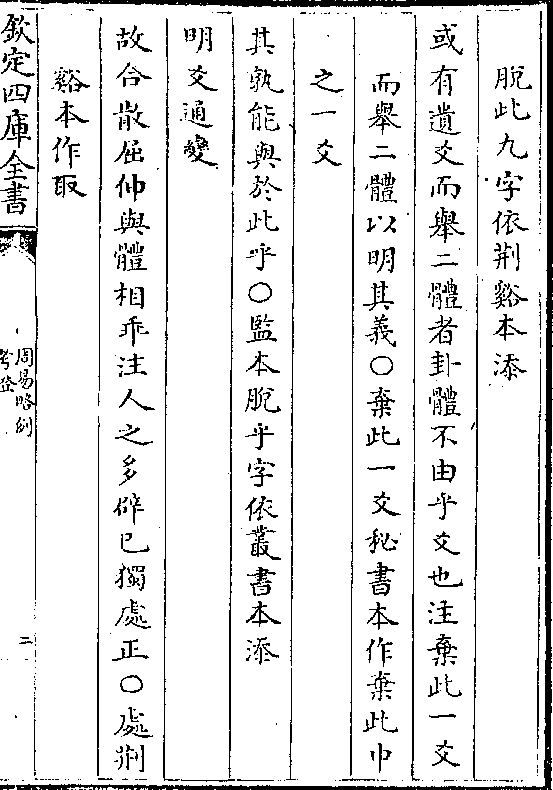 脫此九字依荆谿本添
或有遺爻而舉二體者卦體不由乎爻也注棄此一爻
而舉二體以明其義○棄此一爻秘書本作棄此中
之一爻
其孰能與於此乎○監本脫乎字依叢書本添
明爻通變
故合散屈伸與體相乖注人之多僻已獨處正○處荆
谿本作取
欽定四庫全書
周易略例
考證
二